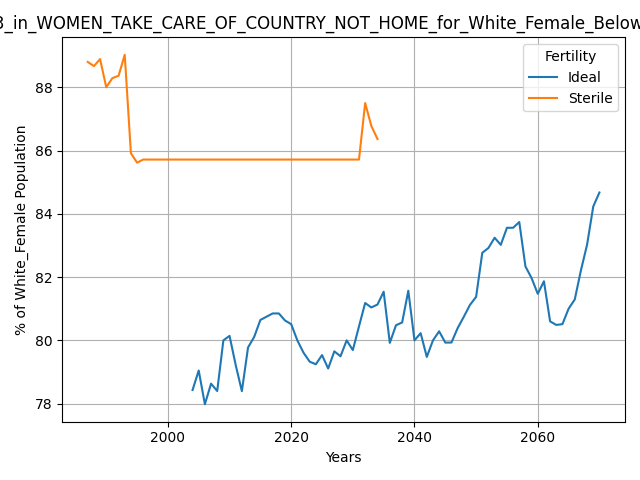 3_in_WOMEN_TAKE_CARE_OF_COUNTRY_NOT_HOME_for_White_Female_Below
Fertility
Ideal
Sterile
% of White_Female Population
88
86
84
82
80
78
2000
2020
2040
2060
Years